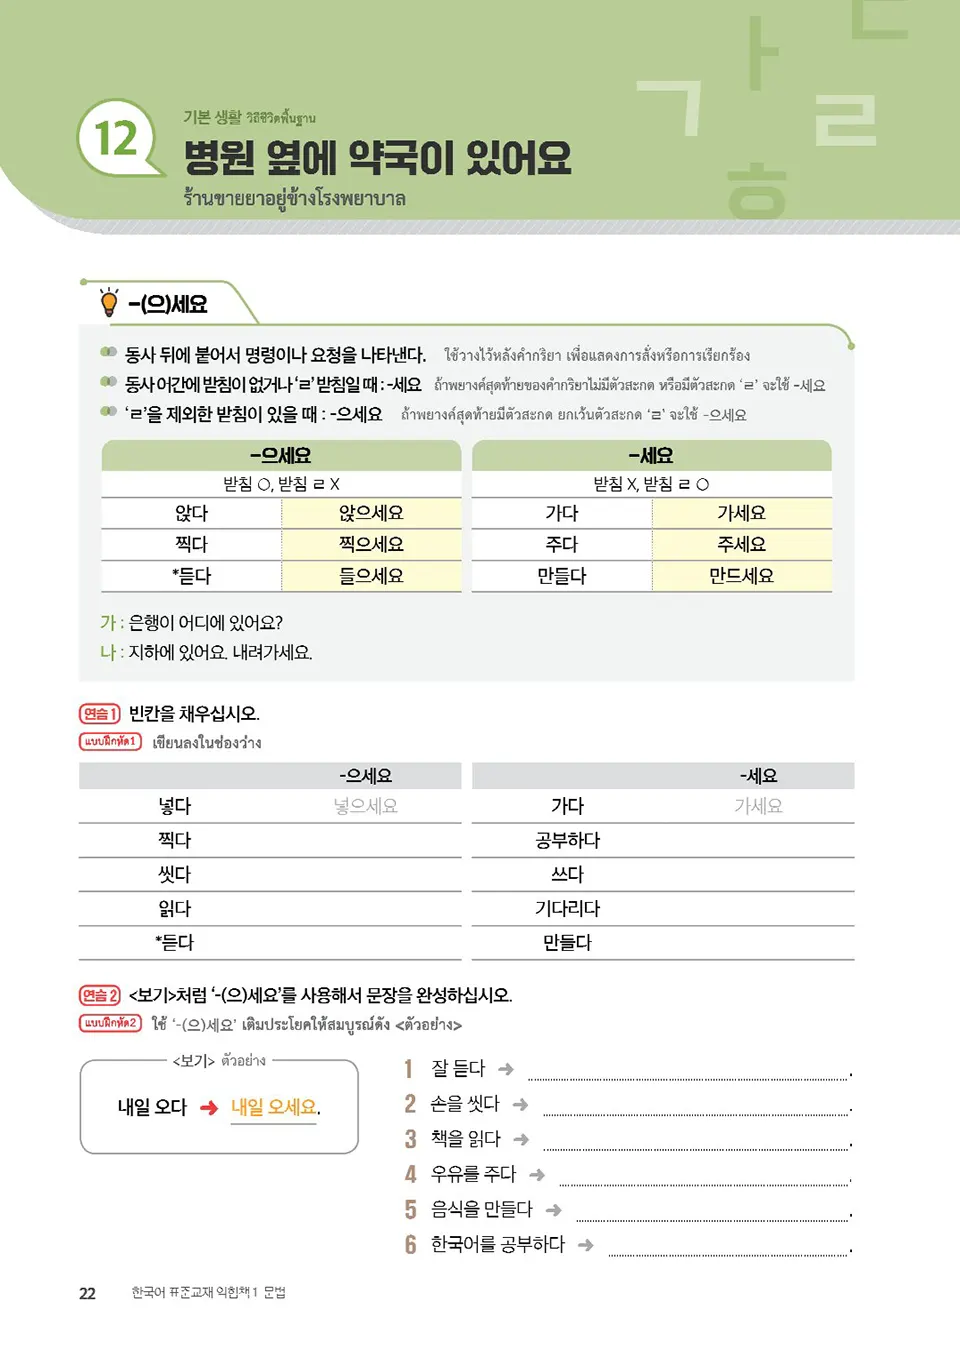 12
기본 생활 วิถีชีวิตพื้นฐาน
병원 옆에 약국이 있어요
ร้านขายยาอยู่ข้างโรงพยาบาล
ㄱ ㅏ ㄷ ㄹ ㅎ
-(으)세요
동사 뒤에 붙어서 명령이나 요청을 나타낸다. ใช้วางไว้หลังคำกริยา เพื่อแสดงการสั่งหรือการเรียกร้อง
동사 어간에 받침이 없거나 ‘ㄹ’ 받침일 때 : -세요 ถ้าพยางค์สุดท้ายของคำกริยาไม่มีตัวสะกด หรือมีตัวสะกด ‘ㄹ’ จะใช้ -세요
‘ㄹ’을 제외한 받침이 있을 때 : -으세요 ถ้าพยางค์สุดท้ายมีตัวสะกด ยกเว้นตัวสะกด ‘ㄹ’ จะใช้ -으세요
-으세요 -세요
받침 ○, 받침 ㄹ X 받침 X, 받침 ㄹ ○
앉다 앉으세요 가다 가세요
찍다 찍으세요 주다 주세요
*듣다 들으세요 만들다 만드세요
가 : 은행이 어디에 있어요?
나 : 지하에 있어요. 내려가세요.
연습 1 빈칸을 채우십시오.
แบบฝึกหัด1 เขียนลงในช่องว่าง
-으세요 -세요
넣다 넣으세요 가다 가세요
찍다 공부하다
씻다 쓰다
읽다 기다리다
*듣다 만들다
연습 2 <보기>처럼 ‘-(으)세요’를 사용해서 문장을 완성하십시오.
แบบฝึกหัด2 ใช้ ‘-(으)세요’ เติมประโยคให้สมบูรณ์ดัง <ตัวอย่าง>
<보기> ตัวอย่าง
내일 오다 ➜ 내일 오세요.
1 잘 듣다 ➜ .
2 손을 씻다 ➜ .
3 책을 읽다 ➜ .
4 우유를 주다 ➜ .
5 음식을 만들다 ➜ .
6 한국어를 공부하다 ➜ .
22 한국어 표준교재 익힘책 1 문법